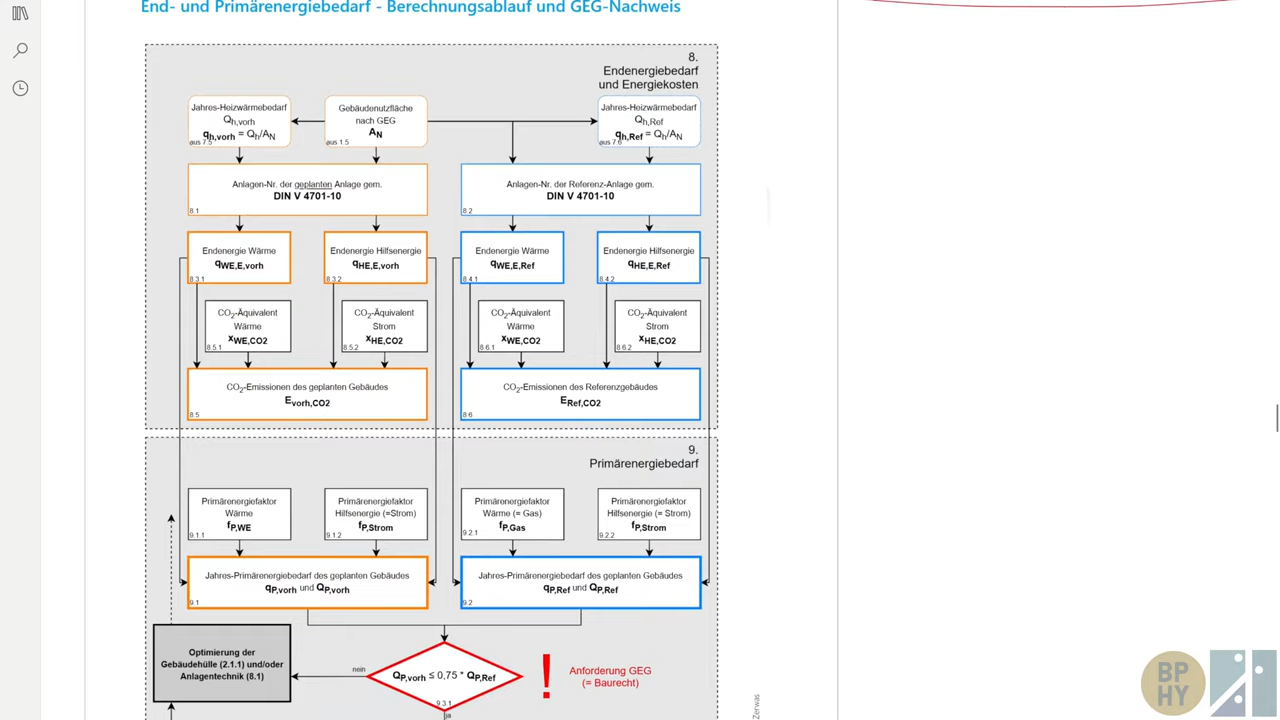 End- und Primärenergiebedarf - Berechnungsablauf und GEG-Nachweis
8.
Endenergiebedarf
und Energiekosten
Jahres-Heizwärmebedarf
Qh,vorh
qh,vorh = Qh/AN
aus 7.5
Gebäudenutzfläche
nach GEG
AN
aus 1.5
Jahres-Heizwärmebedarf
Qh,Ref
qh,Ref = Qh/AN
aus 7.6
Anlagen-Nr. der geplanten Anlage gem.
DIN V 4701-10
8.1
Anlagen-Nr. der Referenz-Anlage gem.
DIN V 4701-10
8.2
Endenergie Wärme
qWE,E,vorh
8.3.1
Endenergie Hilfsenergie
qHE,E,vorh
8.3.2
Endenergie Wärme
qWE,E,Ref
8.4.1
Endenergie Hilfsenergie
qHE,E,Ref
8.4.2
CO2-Äquivalent
Wärme
xWE,CO2
8.5.1
CO2-Äquivalent
Strom
xHE,CO2
8.5.2
CO2-Äquivalent
Wärme
xWE,CO2
8.6.1
CO2-Äquivalent
Strom
xHE,CO2
8.6.2
CO2-Emissionen des geplanten Gebäudes
Evorh,CO2
8.5
CO2-Emissionen des Referenzgebäudes
ERef,CO2
8.6
9.
Primärenergiebedarf
Primärenergiefaktor
Wärme
fP,WE
9.1.1
Primärenergiefaktor
Hilfsenergie (=Strom)
fP,Strom
9.1.2
Primärenergiefaktor
Wärme (= Gas)
fP,Gas
9.2.1
Primärenergiefaktor
Hilfsenergie (= Strom)
fP,Strom
9.2.2
Jahres-Primärenergiebedarf des geplanten Gebäudes
qP,vorh und QP,vorh
9.1
Jahres-Primärenergiebedarf des geplanten Gebäudes
qP,Ref und QP,Ref
9.2
Optimierung der
Gebäudehülle (2.1.1) und/oder
Anlagentechnik (8.1)
nein
QP,vorh ≤ 0,75 * QP,Ref
9.3.1
ja
!
Anforderung GEG
(= Baurecht)
Zerwas
BP
HY